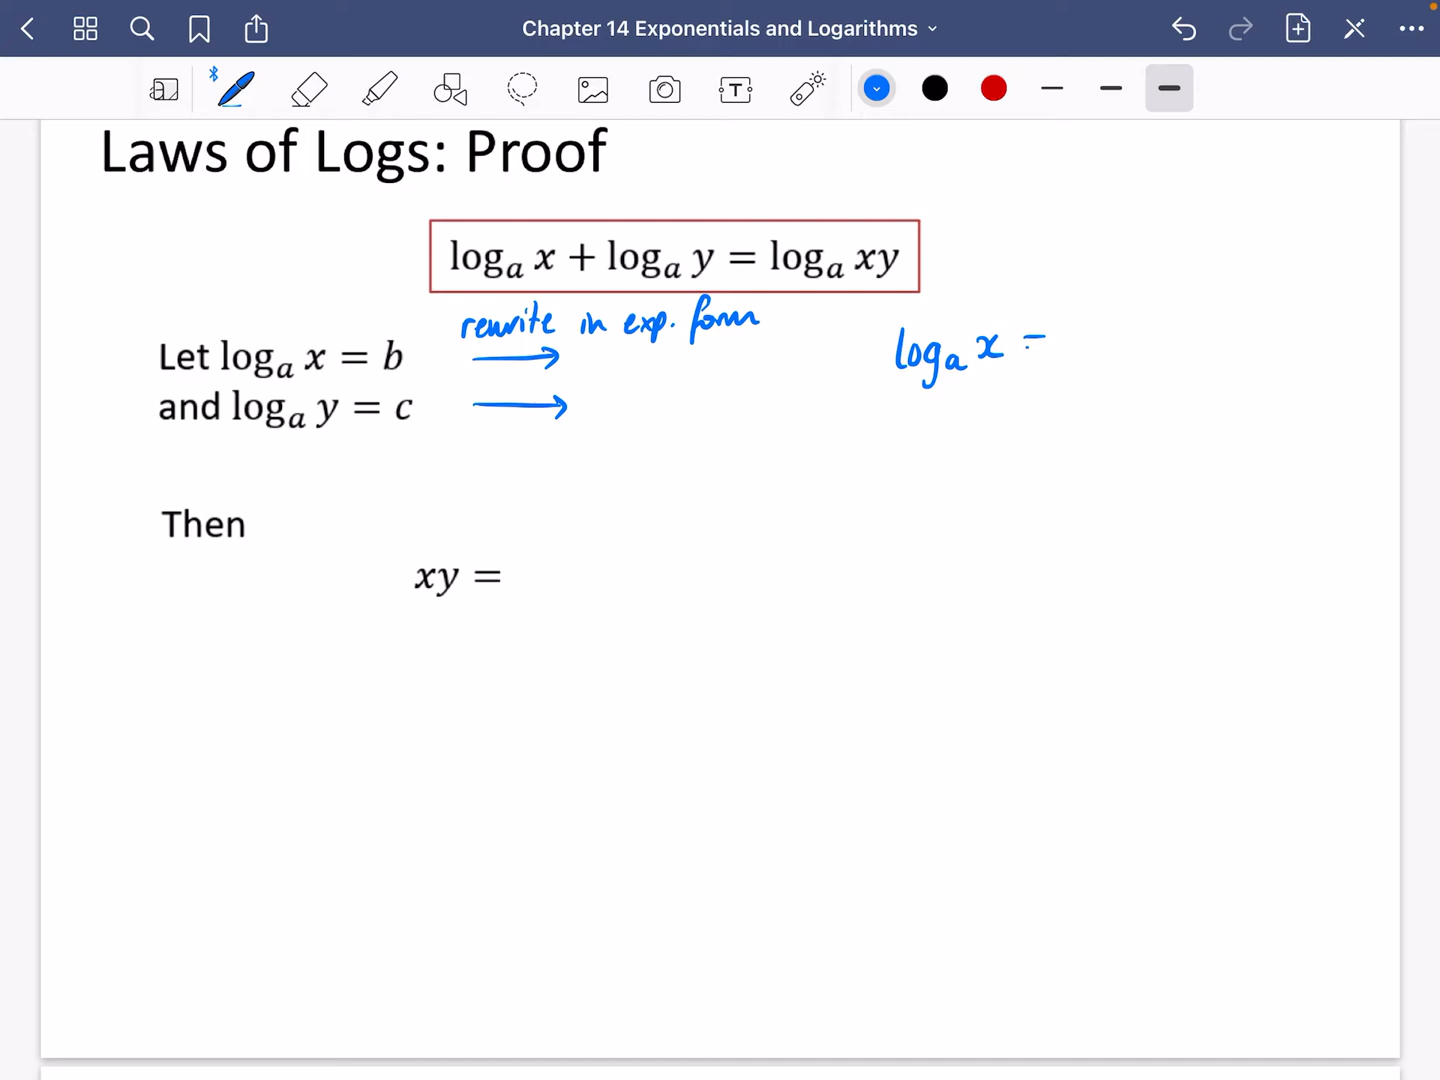 Chapter 14 Exponentials and Logarithms
Laws of Logs: Proof
logₐ x + logₐ y = logₐ xy
rewrite in exp. form
Let logₐ x = b
logₐ x =
and logₐ y = c
Then
xy =